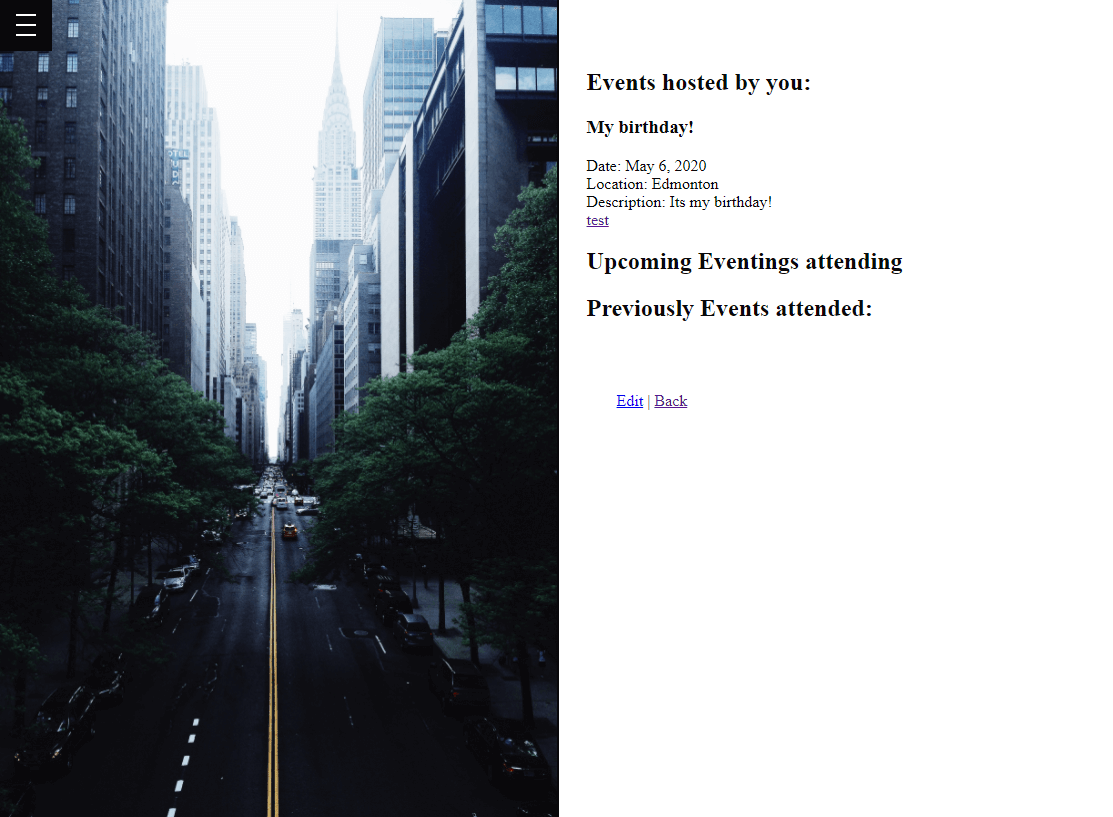 Events hosted by you:
My birthday!
Date: May 6, 2020
Location: Edmonton
Description: Its my birthday!
test
Upcoming Eventings attending
Previously Events attended:
Edit | Back